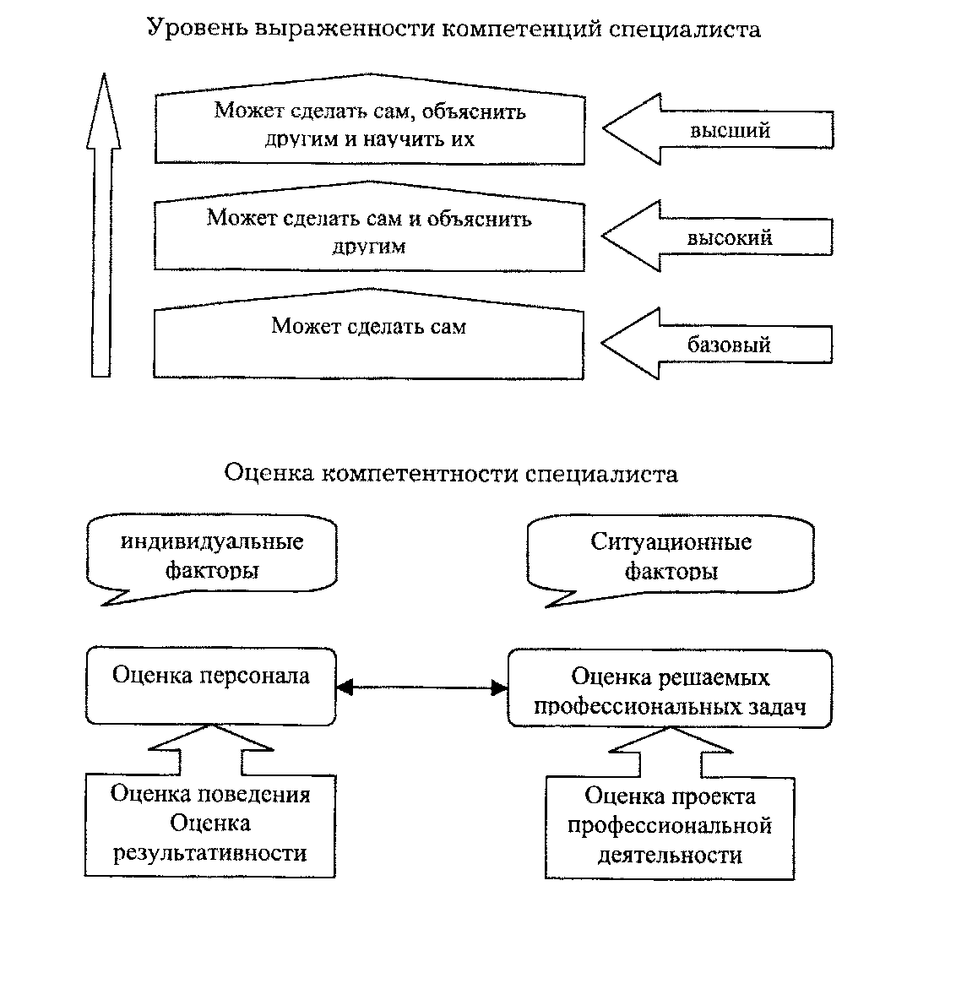 Уровень выраженности компетенций специалиста
Может сделать сам, объяснить
другим и научить их
высший
Может сделать сам и объяснить
другим
высокий
Может сделать сам
базовый
Оценка компетентности специалиста
индивидуальные
факторы
Ситуационные
факторы
Оценка персонала
Оценка решаемых
профессиональных задач
Оценка поведения
Оценка
результативности
Оценка проекта
профессиональной
деятельности